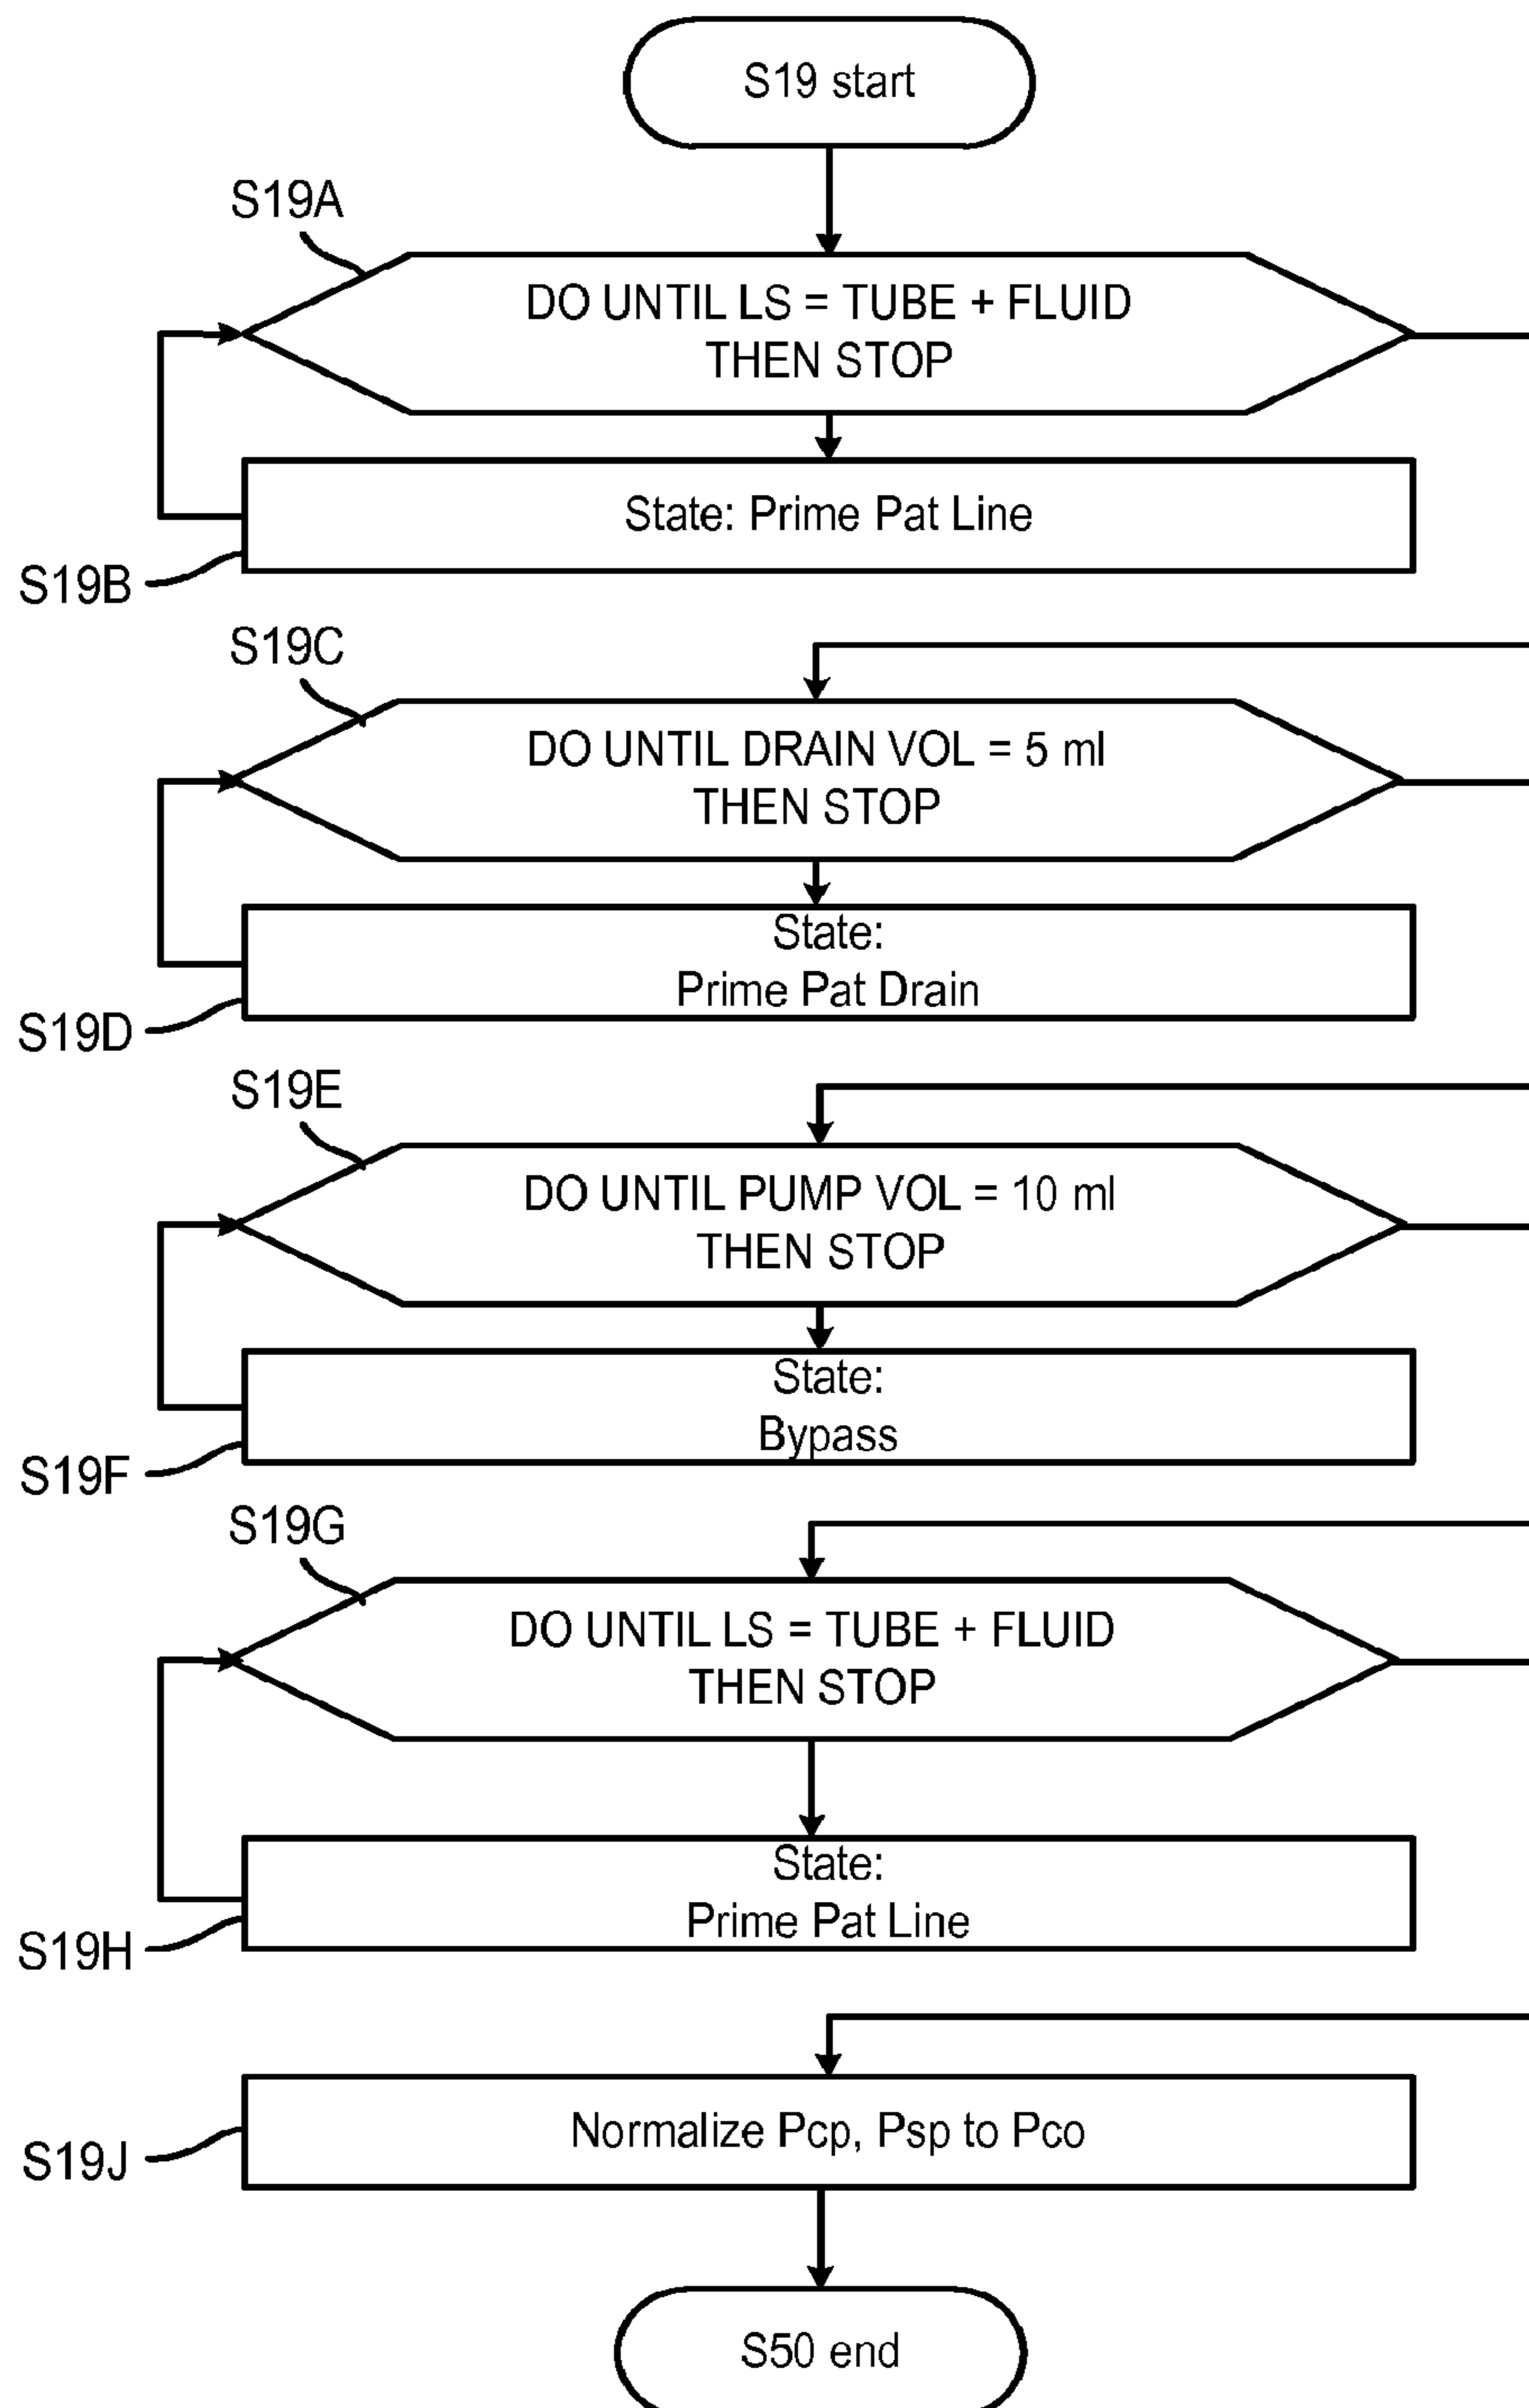 S19 start
S19A
DO UNTIL LS = TUBE + FLUID
THEN STOP
State: Prime Pat Line
S19B
S19C
DO UNTIL DRAIN VOL = 5 ml
THEN STOP
State:
Prime Pat Drain
S19D
S19E
DO UNTIL PUMP VOL = 10 ml
THEN STOP
State:
Bypass
S19F
S19G
DO UNTIL LS = TUBE + FLUID
THEN STOP
State:
Prime Pat Line
S19H
Normalize Pcp, Psp to Pco
S19J
S50 end